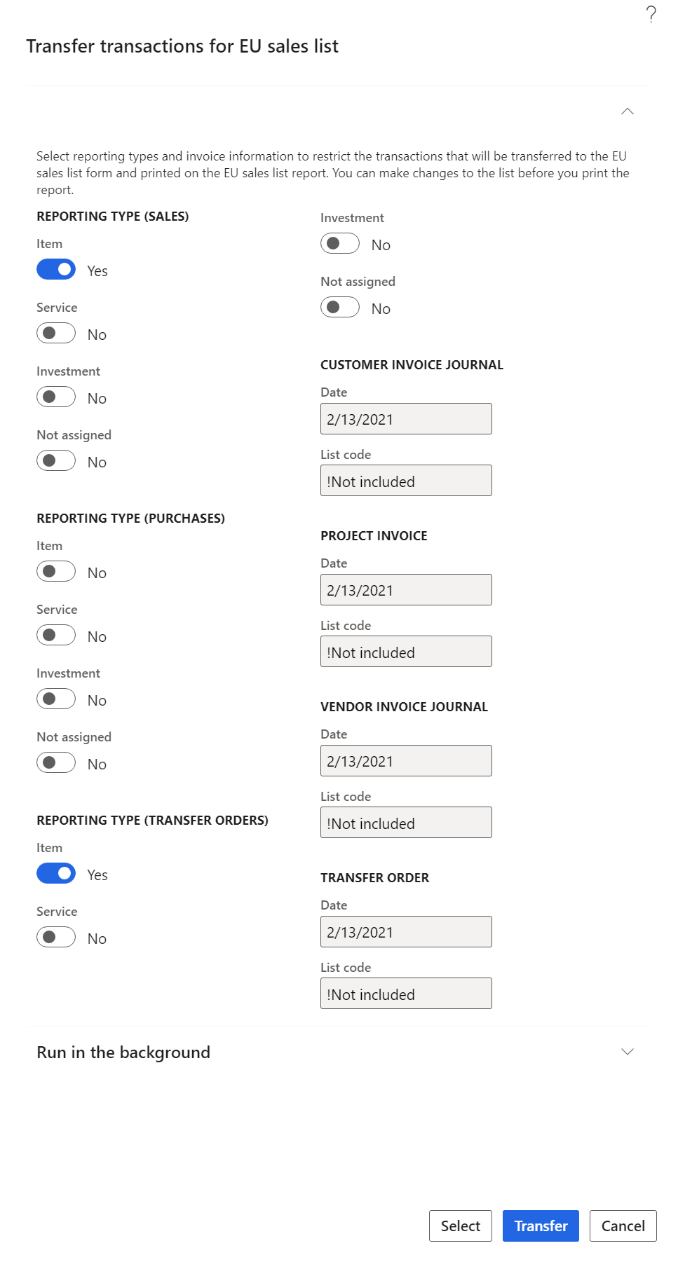 ?
Transfer transactions for EU sales list
Select reporting types and invoice information to restrict the transactions that will be transferred to the EU
sales list form and printed on the EU sales list report. You can make changes to the list before you print the
report.
REPORTING TYPE (SALES)
Item
Yes
Service
No
Investment
No
Not assigned
No
REPORTING TYPE (PURCHASES)
Item
No
Service
No
Investment
No
Not assigned
No
REPORTING TYPE (TRANSFER ORDERS)
Item
Yes
Service
No
Investment
No
Not assigned
No
CUSTOMER INVOICE JOURNAL
Date
2/13/2021
List code
!Not included
PROJECT INVOICE
Date
2/13/2021
List code
!Not included
VENDOR INVOICE JOURNAL
Date
2/13/2021
List code
!Not included
TRANSFER ORDER
Date
2/13/2021
List code
!Not included
Run in the background
Select
Transfer
Cancel